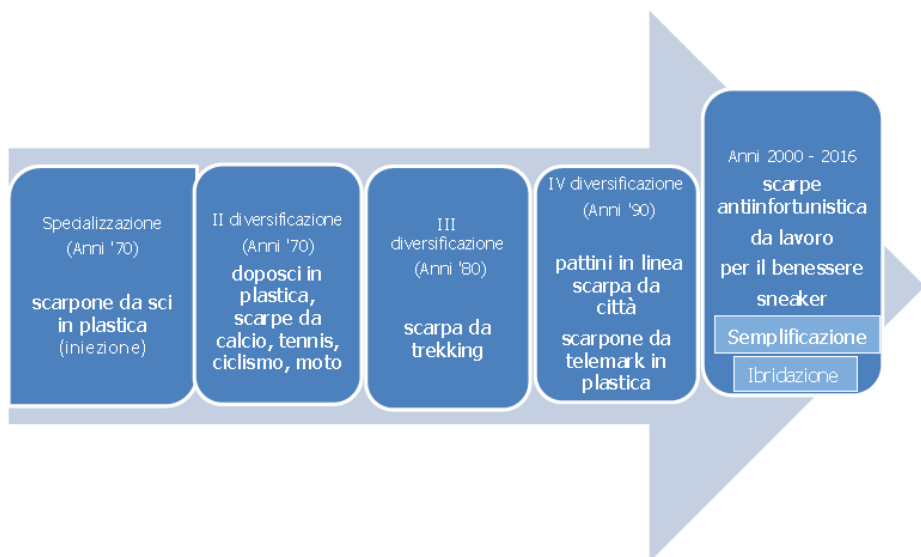 Specializzazione
(Anni '70)
scarpone da sci
in plastica
(iniezione)
II diversificazione
(Anni '70)
doposci in
plastica,
scarpe da
calcio, tennis,
ciclismo, moto
III
diversificazione
(Anni '80)
scarpa da
trekking
IV diversificazione
(Anni '90)
pattini in linea
scarpa da
città
scarpone da
telemark in
plastica
Anni 2000 - 2016
scarpe
antiinfortunistica
da lavoro
per il benessere
sneaker
Semplificazione
Ibridazione